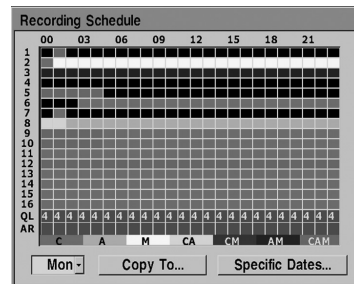 Recording Schedule
00 03 06 09 12 15 18 21
1
2
3
4
5
6
7
8
9
10
11
12
13
14
15
16
QL 4 4 4 4 4 4 4 4 4 4 4 4 4 4 4 4 4 4 4 4 4 4 4 4
AR
C A M CA CM AM CAM
Mon Copy To... Specific Dates...